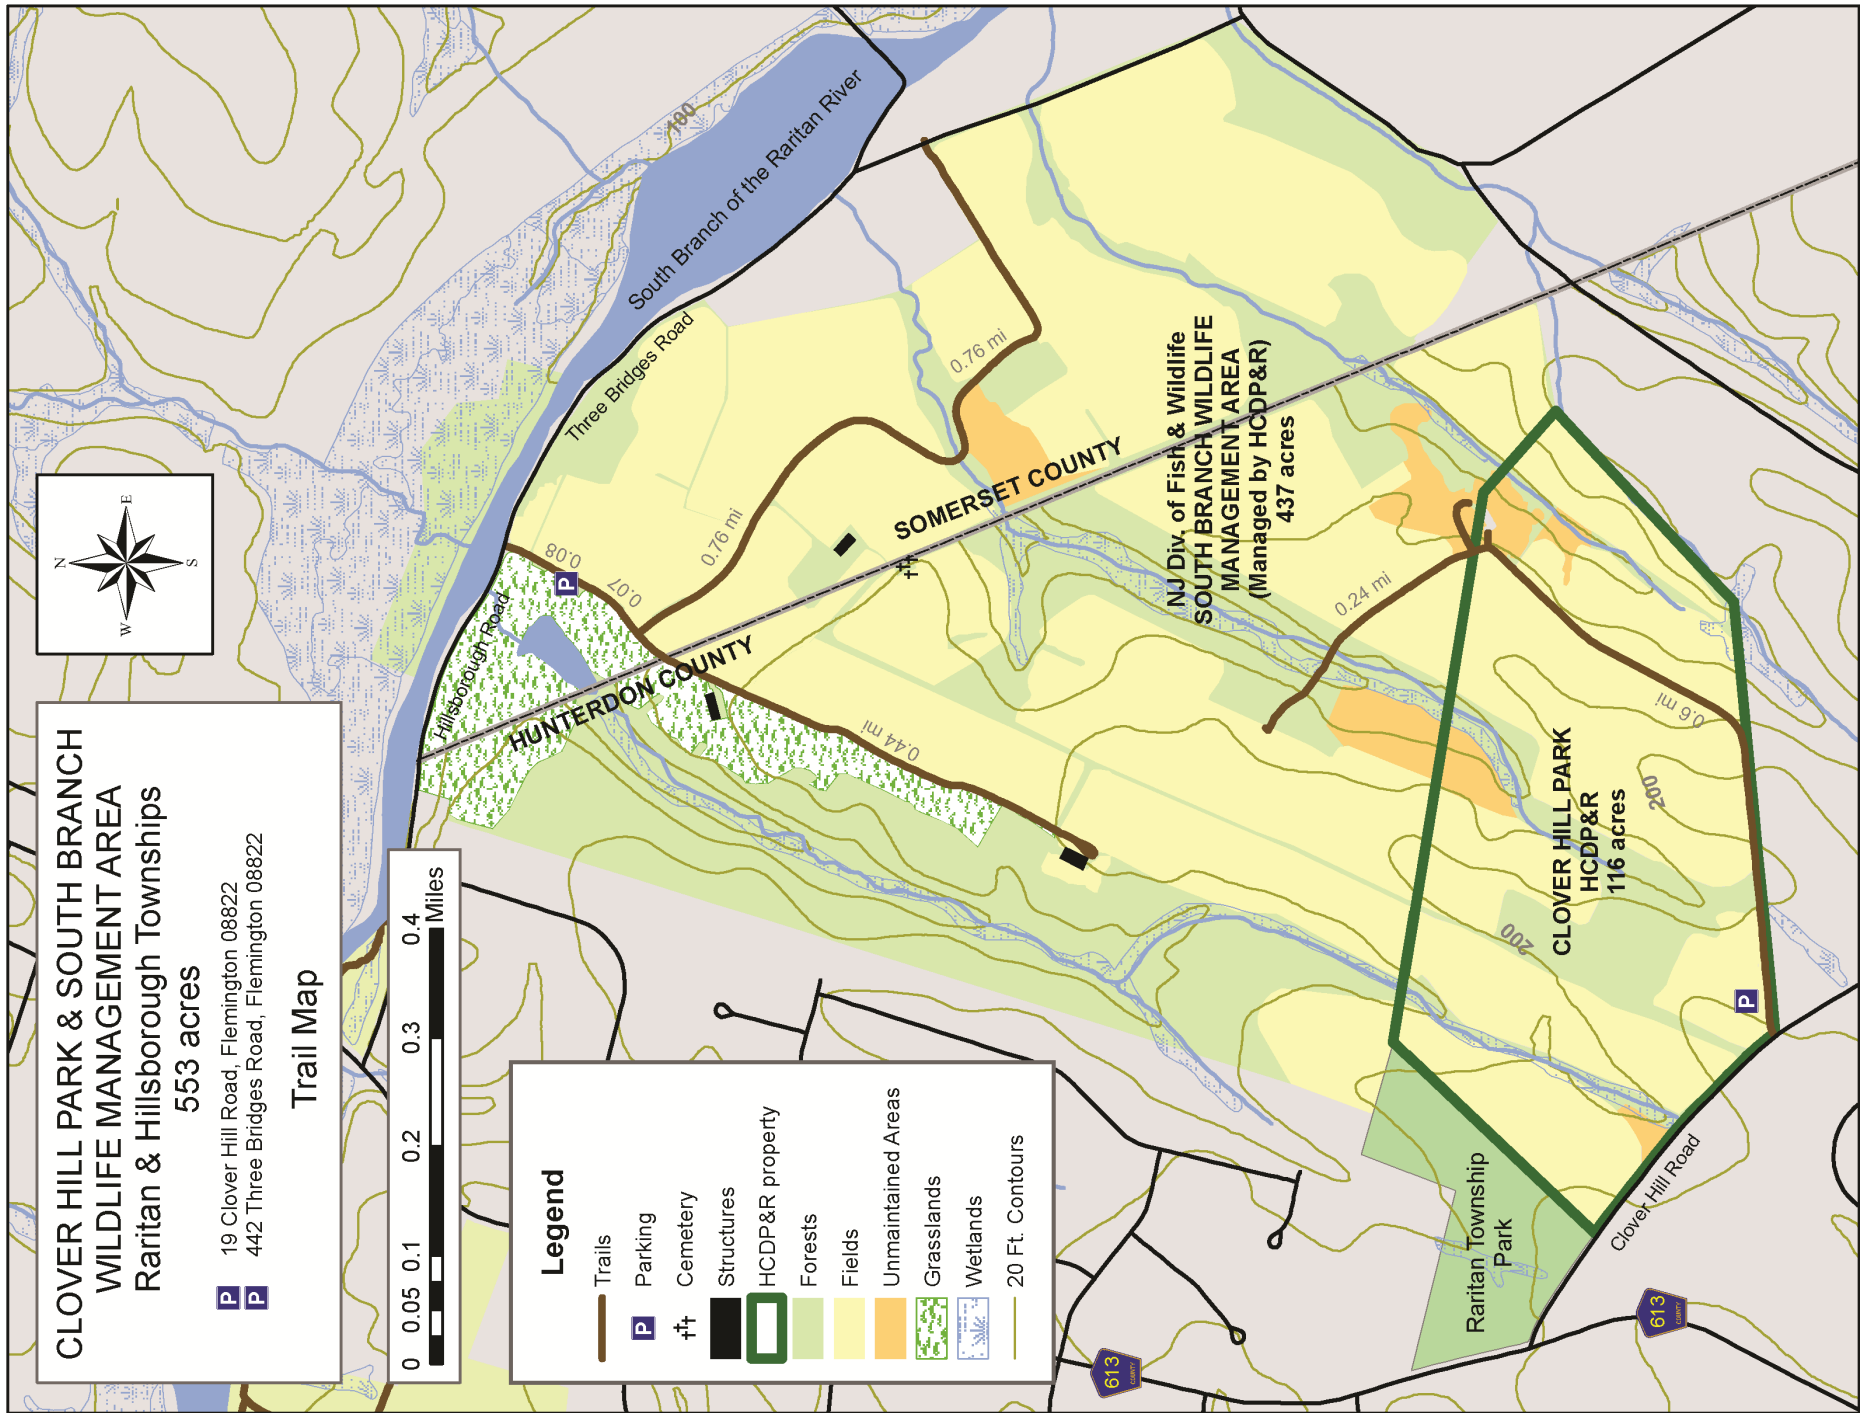 CLOVER HILL PARK & SOUTH BRANCH
WILDLIFE MANAGEMENT AREA
Raritan & Hillsborough Townships
553 acres
P 19 Clover Hill Road, Flemington 08822
P 442 Three Bridges Road, Flemington 08822
Trail Map
0 0.05 0.1 0.2 0.3 0.4
Miles
Legend
Trails
P Parking
Cemetery
Structures
HCDP&R property
Forests
Fields
Unmaintained Areas
Grasslands
Wetlands
20 Ft. Contours
N
E
S
W
100
South Branch of the Raritan River
Three Bridges Road
Hillsborough Road
0.08
P
0.07
0.76 mi
0.76 mi
HUNTERDON COUNTY
SOMERSET COUNTY
0.44 mi
NJ Div. of Fish & Wildlife
SOUTH BRANCH WILDLIFE
MANAGEMENT AREA
(Managed by HCDP&R)
437 acres
0.24 mi
0.6 mi
CLOVER HILL PARK
HCDP&R
116 acres
200
200
P
Clover Hill Road
Raritan Township
Park
613
COUNTY
613
COUNTY